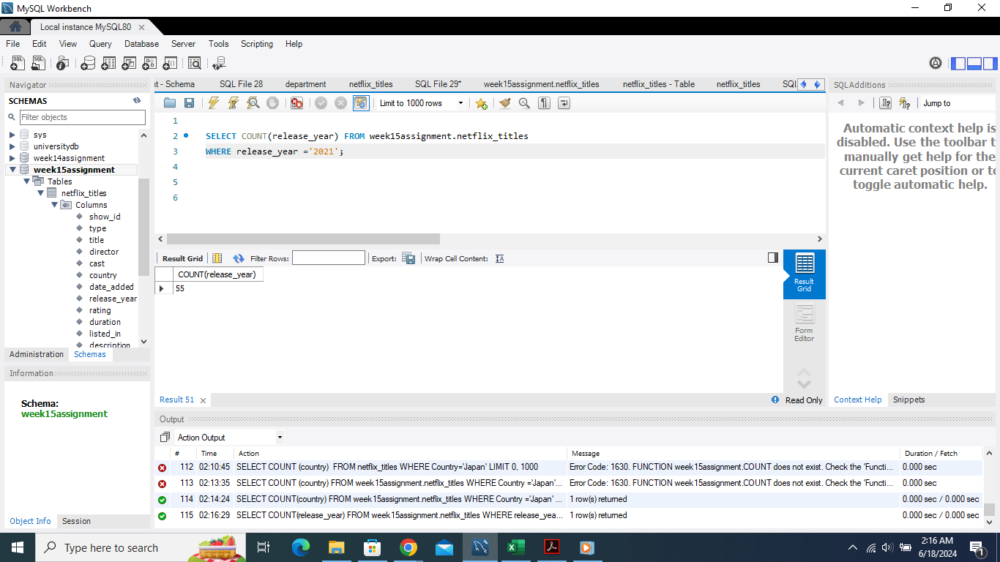 MySQL Workbench
Local instance MySQL80
File Edit View Query Database Server Tools Scripting Help
Navigator
SCHEMAS
Filter objects
sys
universitydb
week14assignment
week15assignment
Tables
netflix_titles
Columns
show_id
type
title
director
cast
country
date_added
release_year
rating
duration
listed_in
description
Administration Schemas
Information
Schema:
week15assignment
Object Info Session
t - Schema SQL File 28 department netflix_titles SQL File 29* week15assignment.netflix_titles netflix_titles - Table netflix_titles SQL
Limit to 1000 rows
1
2 SELECT COUNT(release_year) FROM week15assignment.netflix_titles
3 WHERE release_year ='2021';
4
5
6
Result Grid Filter Rows: Export: Wrap Cell Content:
COUNT(release_year)
55
Result Grid
Form Editor
Result 51
Read Only
SQLAdditions
Jump to
Automatic context help is
disabled. Use the toolbar t
manually get help for the
current caret position or to
toggle automatic help.
Context Help Snippets
Output
Action Output
# Time Action Message Duration / Fetch
112 02:10:45 SELECT COUNT (country) FROM netflix_titles WHERE Country='Japan' LIMIT 0, 1000 Error Code: 1630. FUNCTION week15assignment.COUNT does not exist. Check the 'Functi... 0.000 sec
113 02:13:35 SELECT COUNT (country) FROM week15assignment.netflix_titles WHERE Country ='Japan'... Error Code: 1630. FUNCTION week15assignment.COUNT does not exist. Check the 'Functi... 0.000 sec
114 02:14:24 SELECT COUNT(country) FROM week15assignment.netflix_titles WHERE Country ='Japan' ... 1 row(s) returned 0.000 sec / 0.000 sec
115 02:16:29 SELECT COUNT(release_year) FROM week15assignment.netflix_titles WHERE release_yea... 1 row(s) returned 0.000 sec / 0.000 sec
Type here to search
2:16 AM
6/18/2024
1